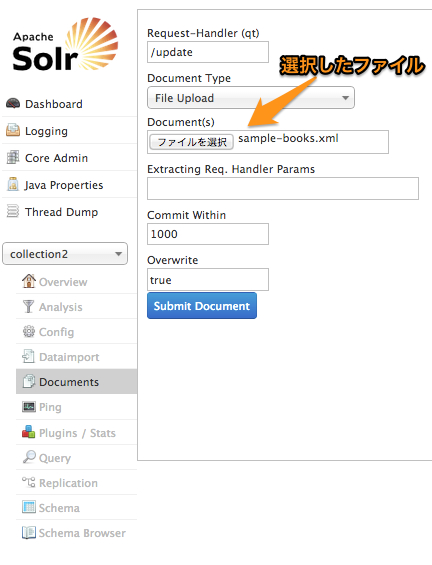 Apache
Solr
Dashboard
Logging
Core Admin
Java Properties
Thread Dump
collection2
Overview
Analysis
Config
Dataimport
Documents
Ping
Plugins / Stats
Query
Replication
Schema
Schema Browser
Request-Handler (qt)
/update
Document Type
File Upload
Document(s)
ファイルを選択 sample-books.xml
選択したファイル
Extracting Req. Handler Params
Commit Within
1000
Overwrite
true
Submit Document